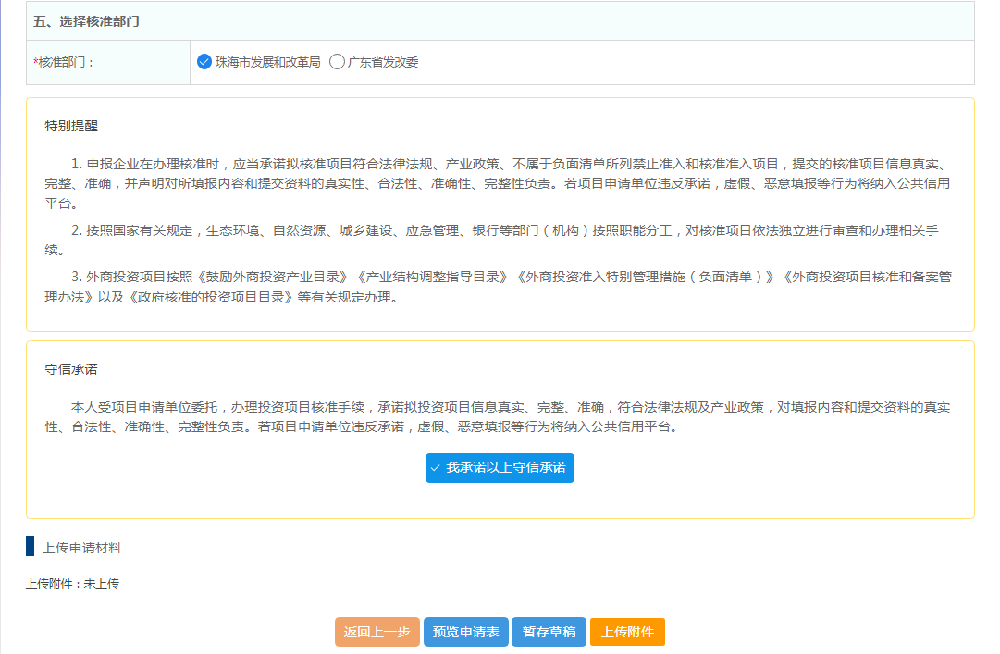 五、选择核准部门
*核准部门：
珠海市发展和改革局 广东省发改委
特别提醒
1. 申报企业在办理核准时，应当承诺拟核准项目符合法律法规、产业政策、不属于负面清单所列禁止准入和核准准入项目，提交的核准项目信息真实、
完整、准确，并声明对所填报内容和提交资料的真实性、合法性、准确性、完整性负责。若项目申请单位违反承诺，虚假、恶意填报等行为将纳入公共信用
平台。
2. 按照国家有关规定，生态环境、自然资源、城乡建设、应急管理、银行等部门（机构）按照职能分工，对核准项目依法独立进行审查和办理相关手
续。
3. 外商投资项目按照《鼓励外商投资产业目录》《产业结构调整指导目录》《外商投资准入特别管理措施（负面清单）》《外商投资项目核准和备案管
理办法》以及《政府核准的投资项目目录》等有关规定办理。
守信承诺
本人受项目申请单位委托，办理投资项目核准手续，承诺拟投资项目信息真实、完整、准确，符合法律法规及产业政策，对填报内容和提交资料的真实
性、合法性、准确性、完整性负责。若项目申请单位违反承诺，虚假、恶意填报等行为将纳入公共信用平台。
我承诺以上守信承诺
上传申请材料
上传附件：未上传
返回上一步 预览申请表 暂存草稿 上传附件